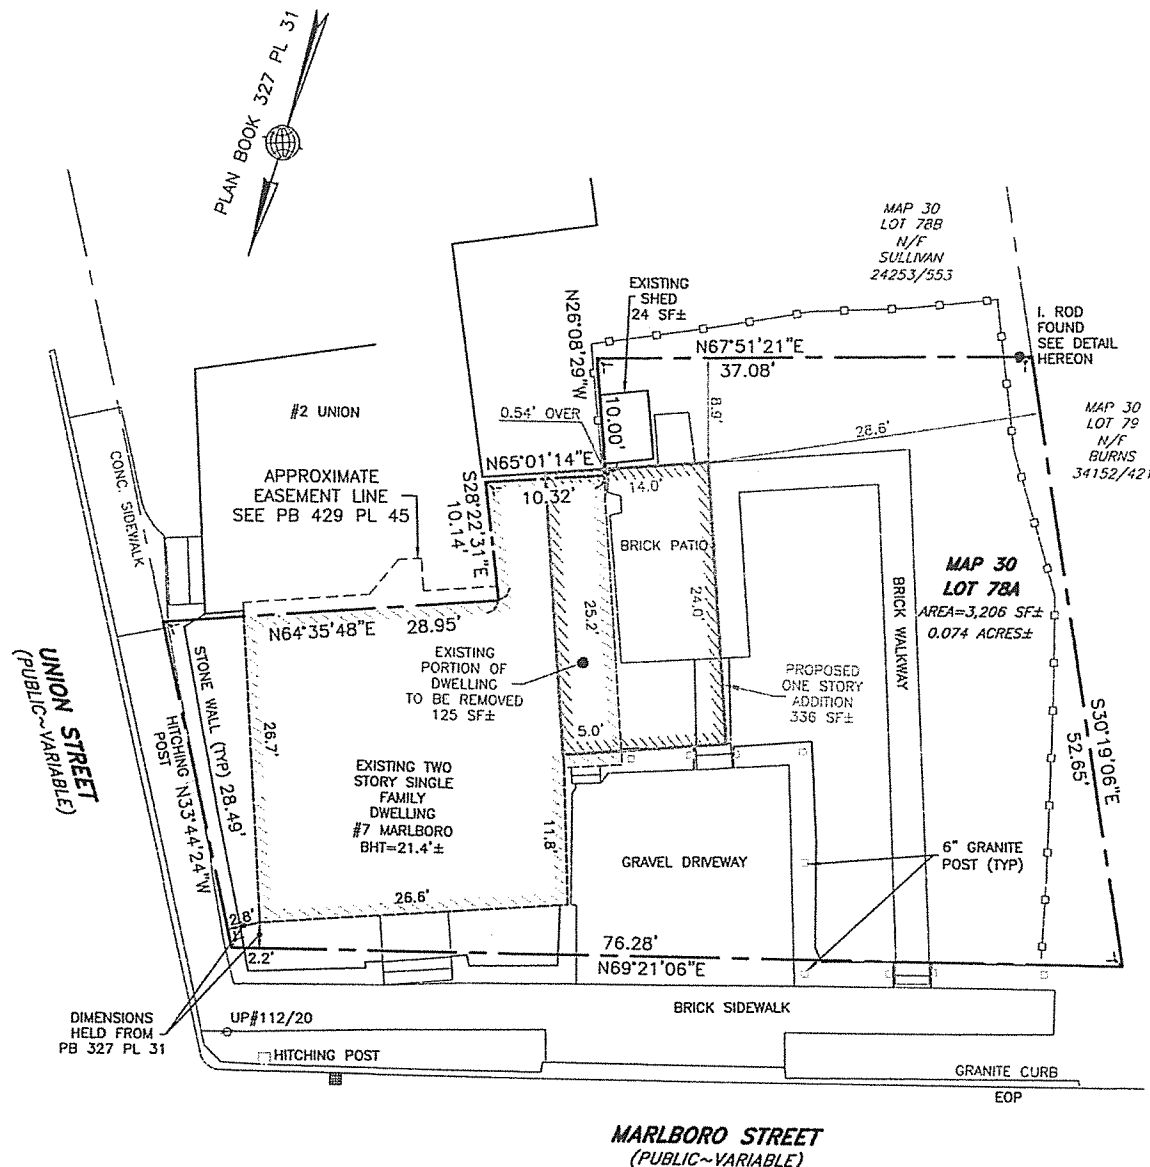 PLAN BOOK 327 PL 31
MAP 30
LOT 78B
N/F
SULLIVAN
24253/553
EXISTING
SHED
24 SF±
I. ROD
FOUND
SEE DETAIL
HEREON
N26°08'29"W
10.00'
N67°51'21"E
37.08'
#2 UNION
0.54' OVER
8.9'
28.6'
MAP 30
LOT 79
N/F
BURNS
34152/421
CONC. SIDEWALK
APPROXIMATE
EASEMENT LINE
SEE PB 429 PL 45
N65°01'14"E
10.32'
S28°22'31"E
10.14'
14.0'
BRICK PATIO
MAP 30
LOT 78A
AREA=3,206 SF±
0.074 ACRES±
BRICK WALKWAY
N64°35'48"E 28.95'
25.2'
24.0'
EXISTING
PORTION OF
DWELLING
TO BE REMOVED
125 SF±
PROPOSED
ONE STORY
ADDITION
336 SF±
UNION STREET
(PUBLIC~VARIABLE)
HITCHING
POST
STONE WALL (TYP)
N33°44'24"W
28.49'
26.7'
5.0'
S30°19'06"E
52.65'
EXISTING TWO
STORY SINGLE
FAMILY
DWELLING
#7 MARLBORO
BHT=21.4'±
11.8'
GRAVEL DRIVEWAY
6" GRANITE
POST (TYP)
26.6'
2.8'
2.2'
76.28'
N69°21'06"E
DIMENSIONS
HELD FROM
PB 327 PL 31
UP#112/20
BRICK SIDEWALK
HITCHING POST
GRANITE CURB
EOP
MARLBORO STREET
(PUBLIC~VARIABLE)